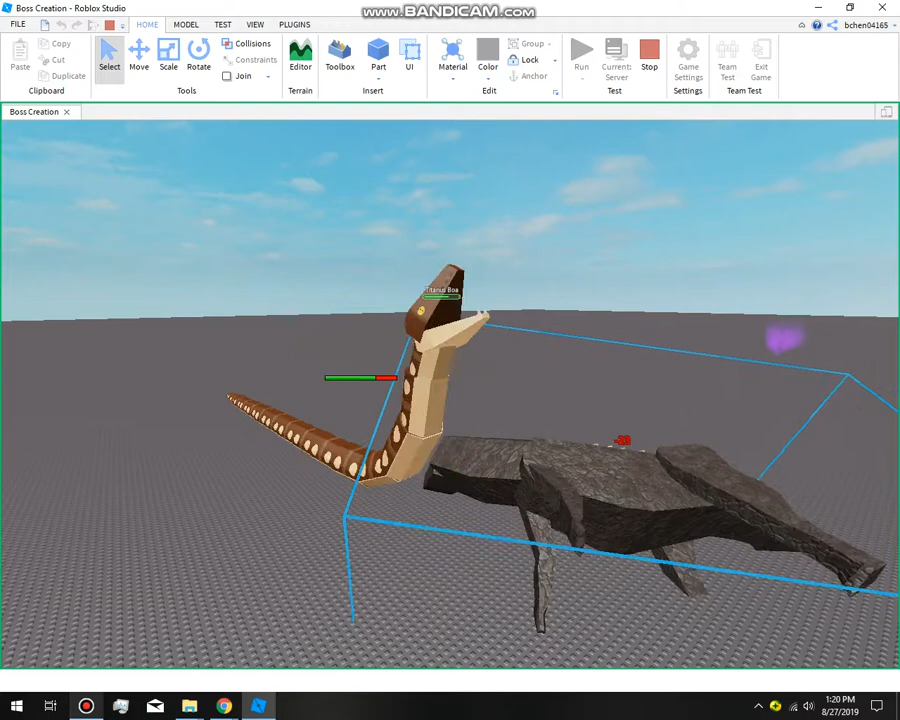 Boss Creation - Roblox Studio
www.BANDICAM.com
FILE HOME MODEL TEST VIEW PLUGINS bchen04165
Paste Copy Cut Duplicate
Clipboard
Select Move Scale Rotate Collisions Constraints Join
Tools
Editor
Terrain
Toolbox Part UI
Insert
Material Color Group Lock Anchor
Edit
Run Current: Server Stop
Test
Game Settings
Settings
Team Test Exit Game
Team Test
Boss Creation
Titanus Boa
-23
1:20 PM
8/27/2019